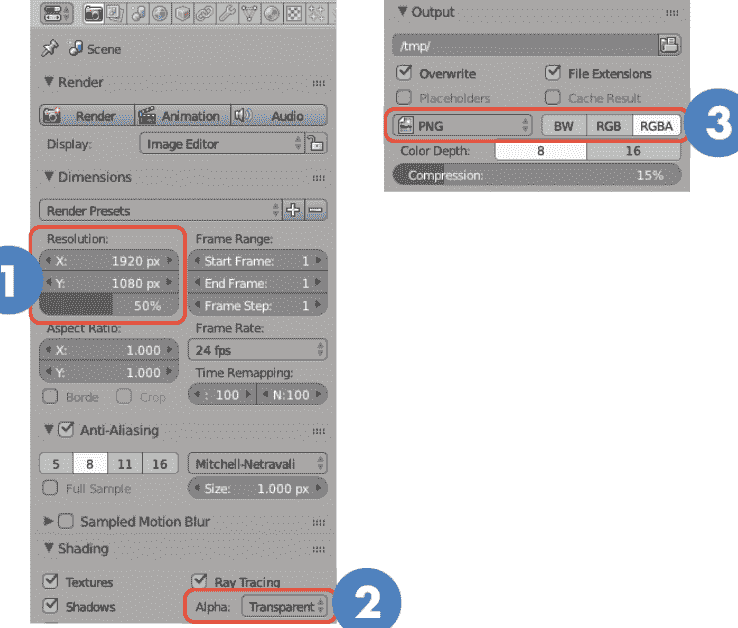 Scene
Render
Render Animation Audio
Display: Image Editor
Dimensions
Render Presets
Resolution: Frame Range:
X: 1920 px Start Frame: 1
Y: 1080 px End Frame: 1
50% Frame Step: 1
Aspect Ratio: Frame Rate:
X: 1.000 24 fps
Y: 1.000 Time Remapping:
Borde Crop : 100 N:100
Anti-Aliasing
5 8 11 16 Mitchell-Netravali
Full Sample Size: 1.000 px
Sampled Motion Blur
Shading
Textures Ray Tracing
Shadows Alpha: Transparent
1
2
Output
/tmp/
Overwrite File Extensions
Placeholders Cache Result
PNG BW RGB RGBA
3
Color Depth: 8 16
Compression: 15%